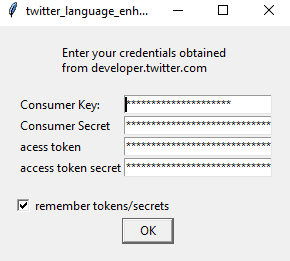 twitter_language_enh...
Enter your credentials obtained
from developer.twitter.com
Consumer Key: *********************
Consumer Secret *****************************
acess token *****************************
access token secret *****************************
remember tokens/secrets
OK